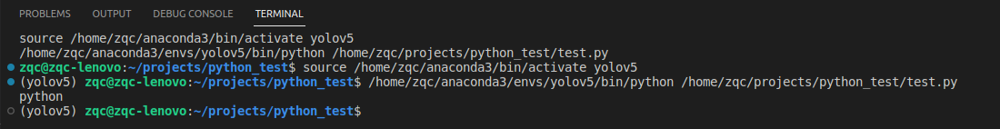 PROBLEMS OUTPUT DEBUG CONSOLE TERMINAL
source /home/zqc/anaconda3/bin/activate yolov5
/home/zqc/anaconda3/envs/yolov5/bin/python /home/zqc/projects/python_test/test.py
zqc@zqc-lenovo:~/projects/python_test$ source /home/zqc/anaconda3/bin/activate yolov5
(yolov5) zqc@zqc-lenovo:~/projects/python_test$ /home/zqc/anaconda3/envs/yolov5/bin/python /home/zqc/projects/python_test/test.py
python
(yolov5) zqc@zqc-lenovo:~/projects/python_test$